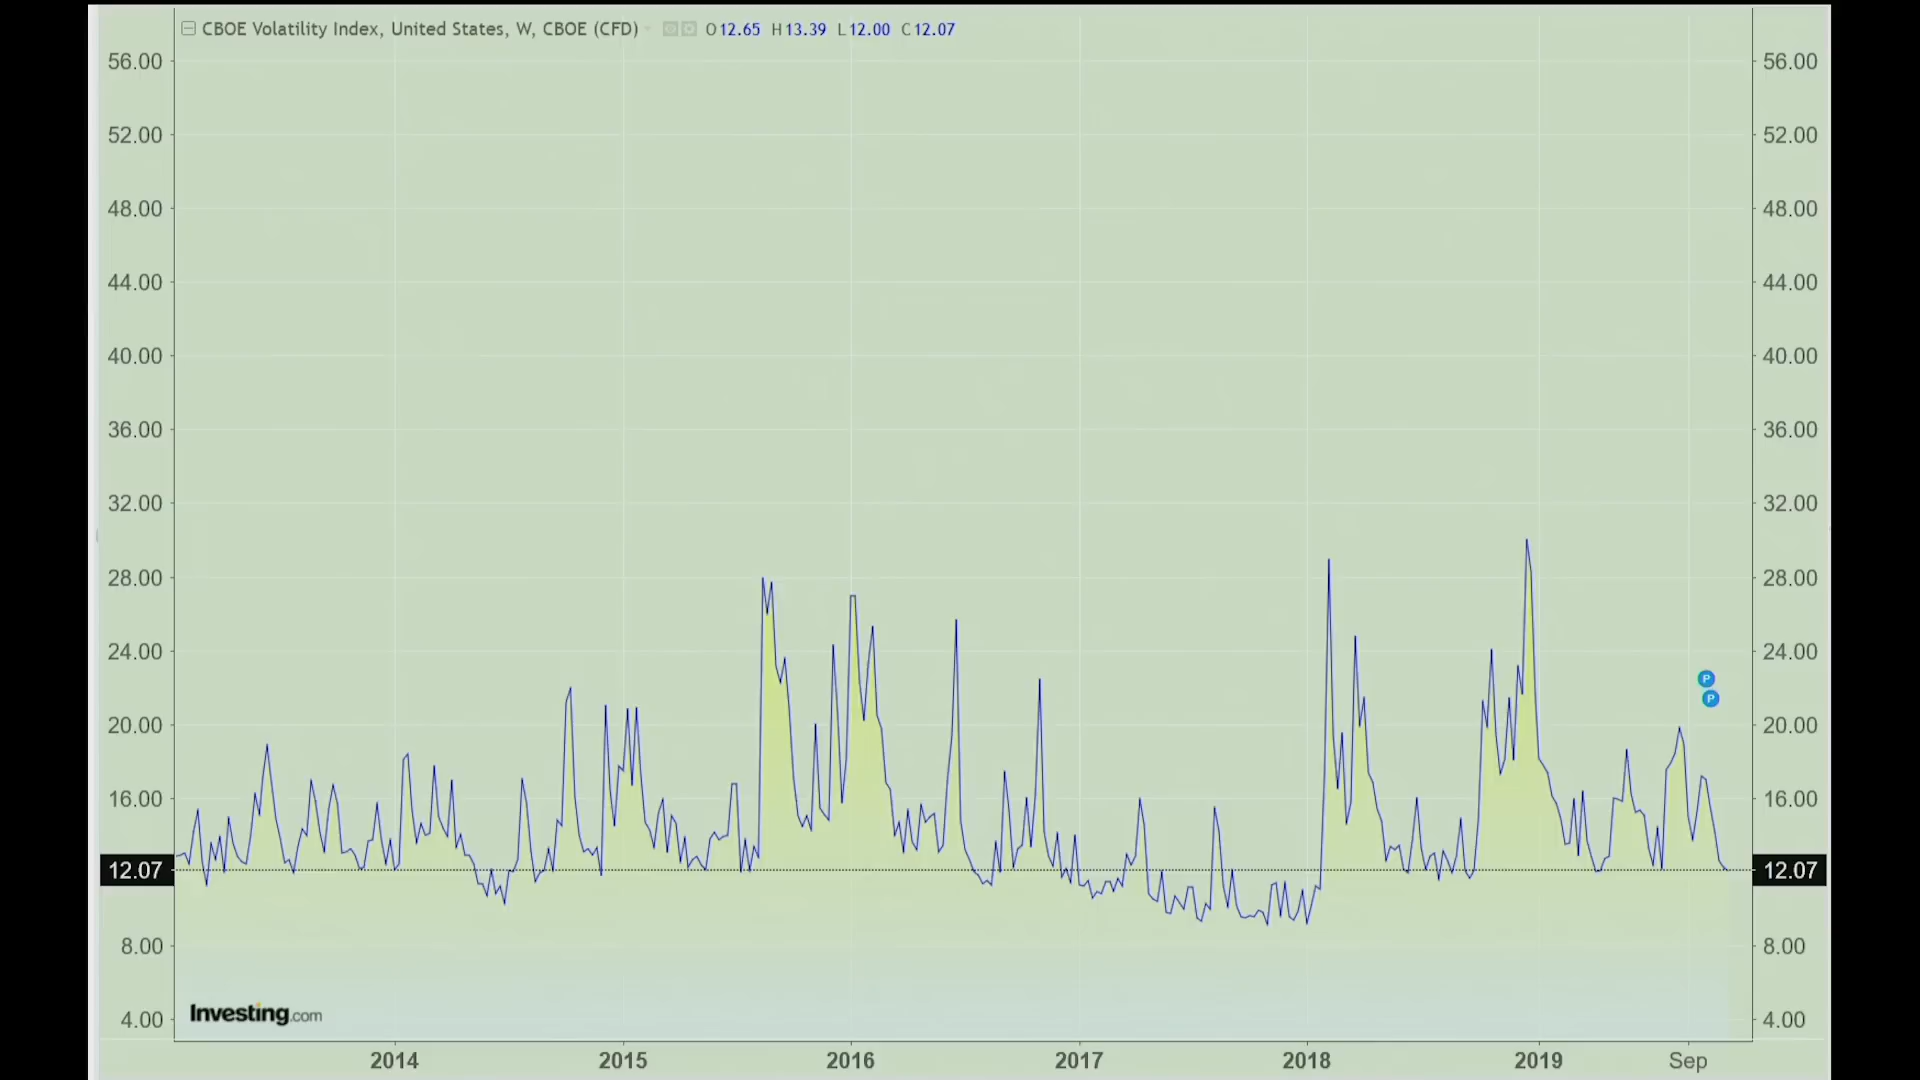 CBOE Volatility Index, United States, W, CBOE (CFD) O12.65 H13.39 L12.00 C12.07
56.00 56.00
52.00 52.00
48.00 48.00
44.00 44.00
40.00 40.00
36.00 36.00
32.00 32.00
28.00 28.00
24.00 24.00
P
P
20.00 20.00
16.00 16.00
12.07 12.07
8.00 8.00
Investing.com
4.00 4.00
2014 2015 2016 2017 2018 2019 Sep